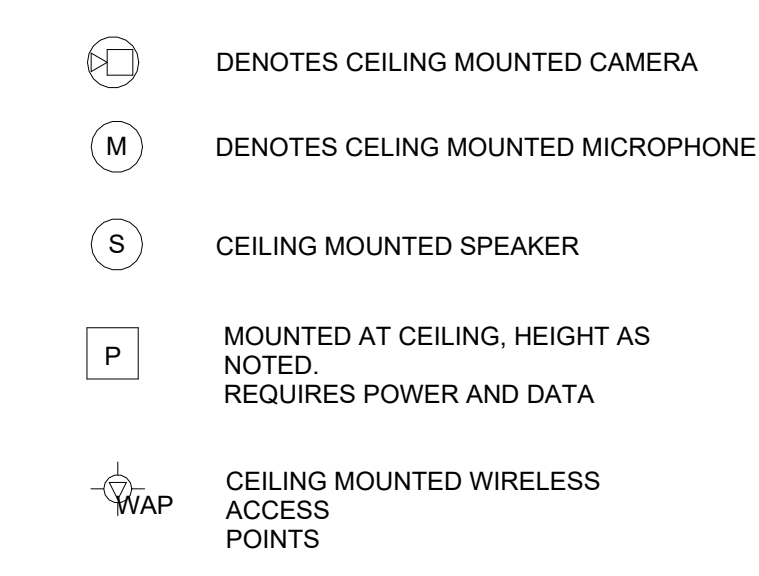 DENOTES CEILING MOUNTED CAMERA
M DENOTES CELING MOUNTED MICROPHONE
S CEILING MOUNTED SPEAKER
P MOUNTED AT CEILING, HEIGHT AS
NOTED.
REQUIRES POWER AND DATA
WAP CEILING MOUNTED WIRELESS
ACCESS
POINTS